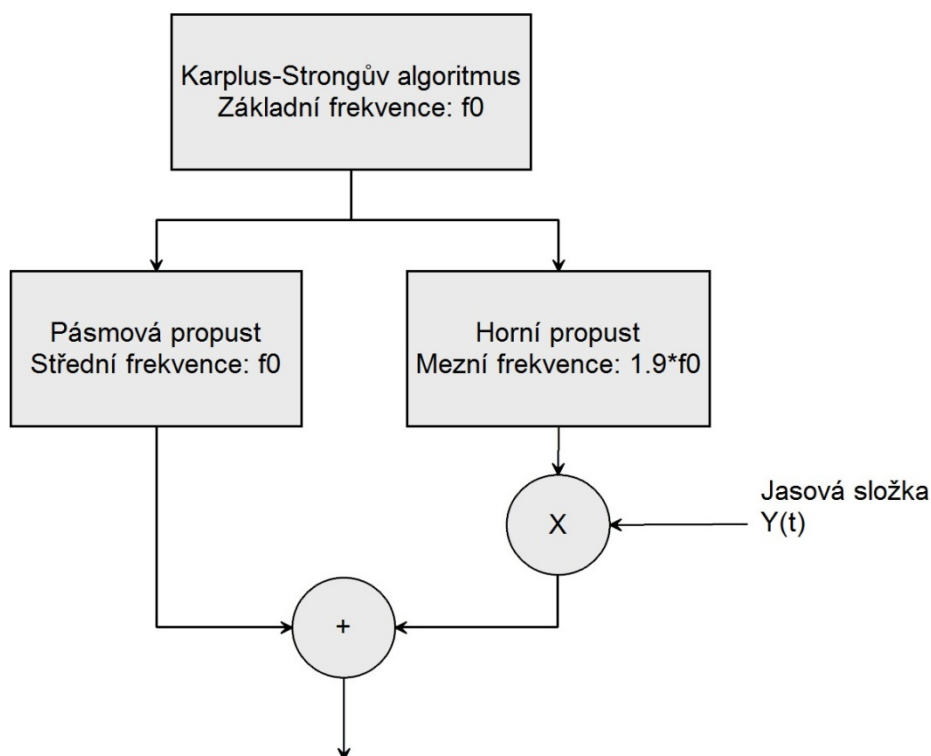 Karplus-Strongův algoritmus
Základní frekvence: f0
Pásmová propust
Střední frekvence: f0
Horní propust
Mezní frekvence: 1.9*f0
X
Jasová složka
Y(t)
+